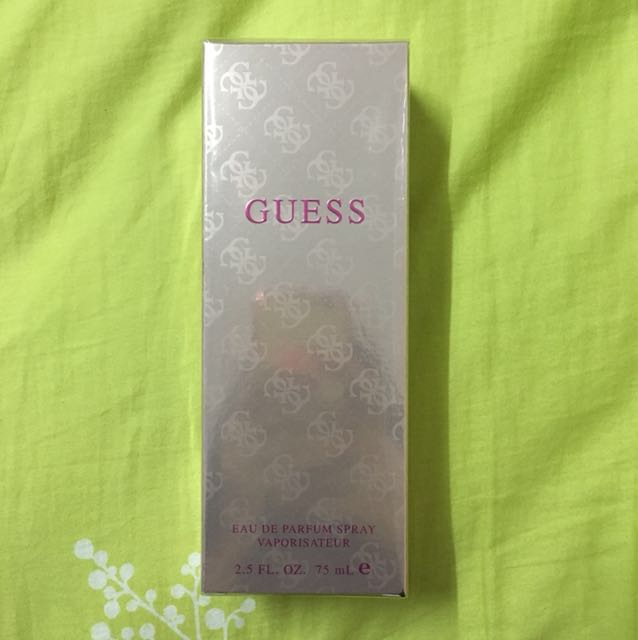 GUESS
EAU DE PARFUM SPRAY
VAPORISATEUR
2.5 FL. OZ. 75 mL e